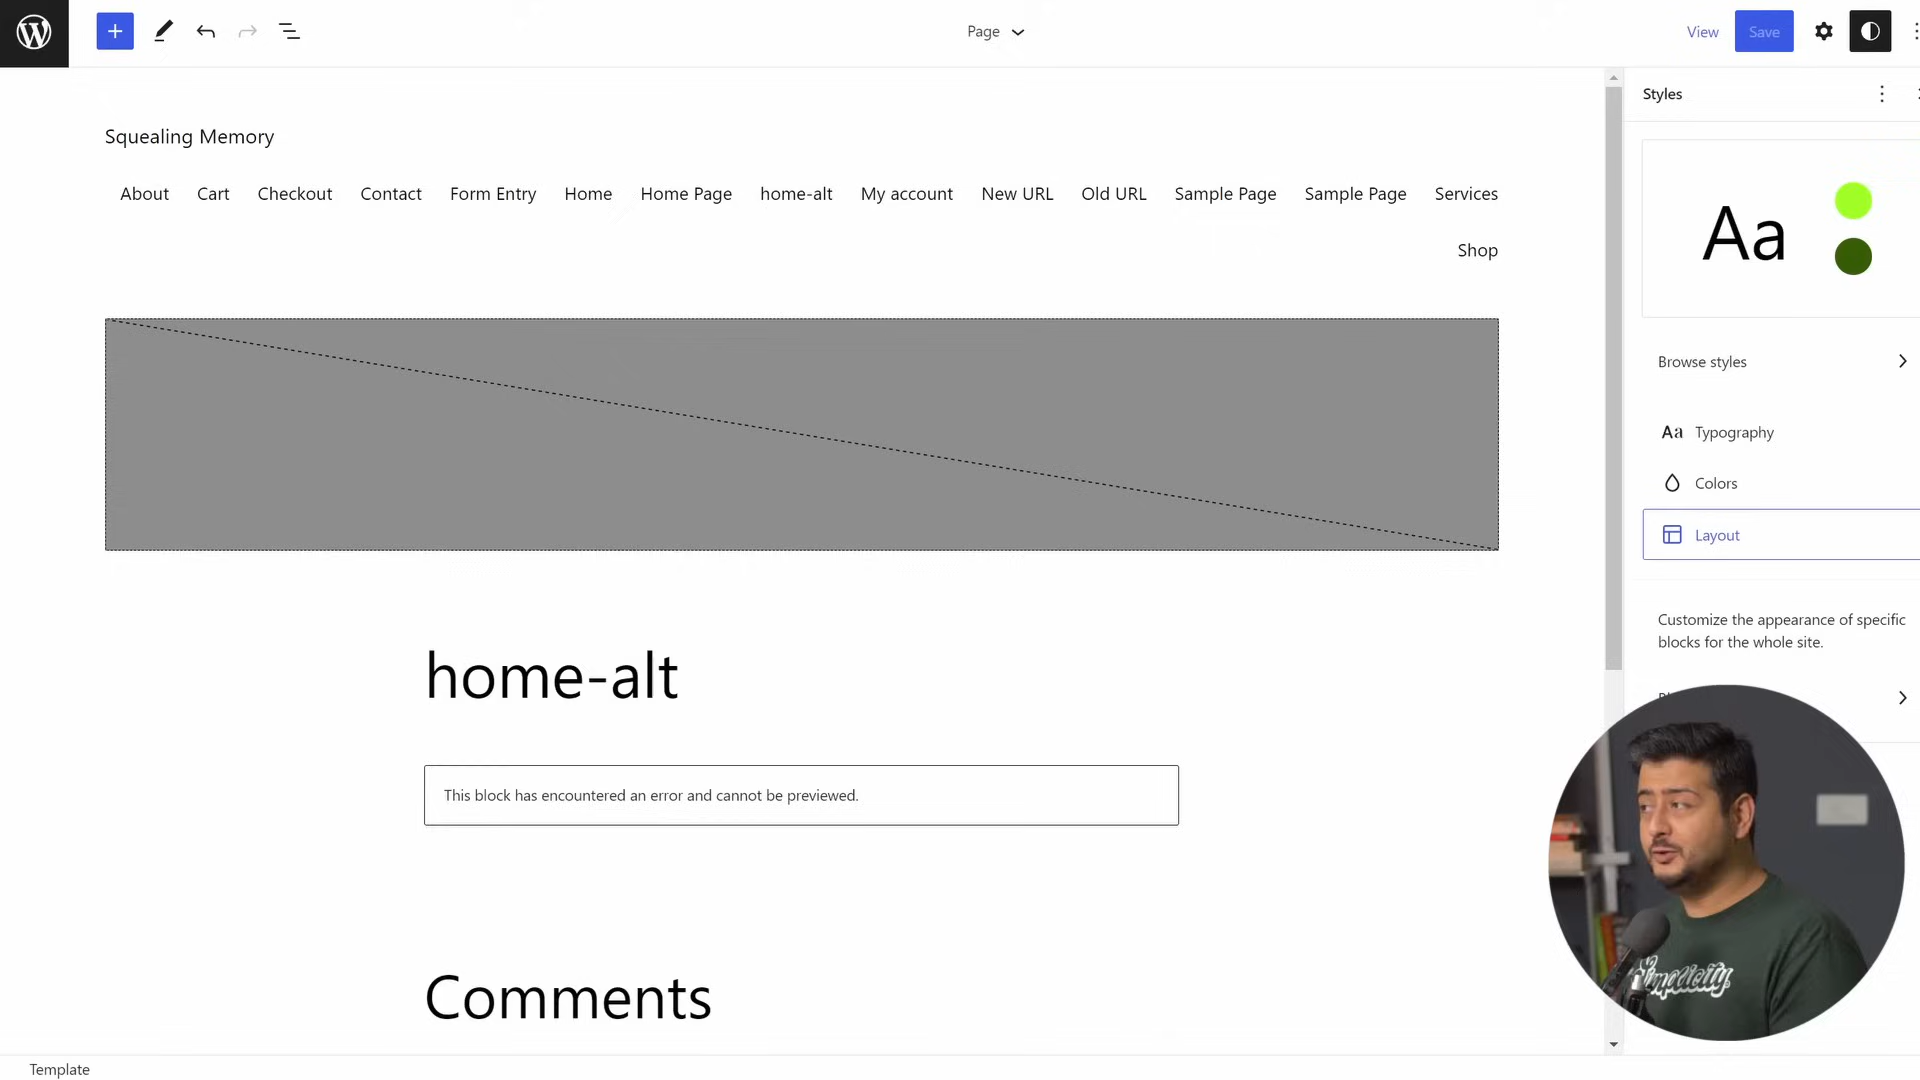 Page
View
Save
Styles
Squealing Memory
About Cart Checkout Contact Form Entry Home Home Page home-alt My account New URL Old URL Sample Page Sample Page Services
Shop
Aa
Browse styles
Aa Typography
Colors
Layout
Customize the appearance of specific
blocks for the whole site.
home-alt
This block has encountered an error and cannot be previewed.
Comments
Simplicity
Template